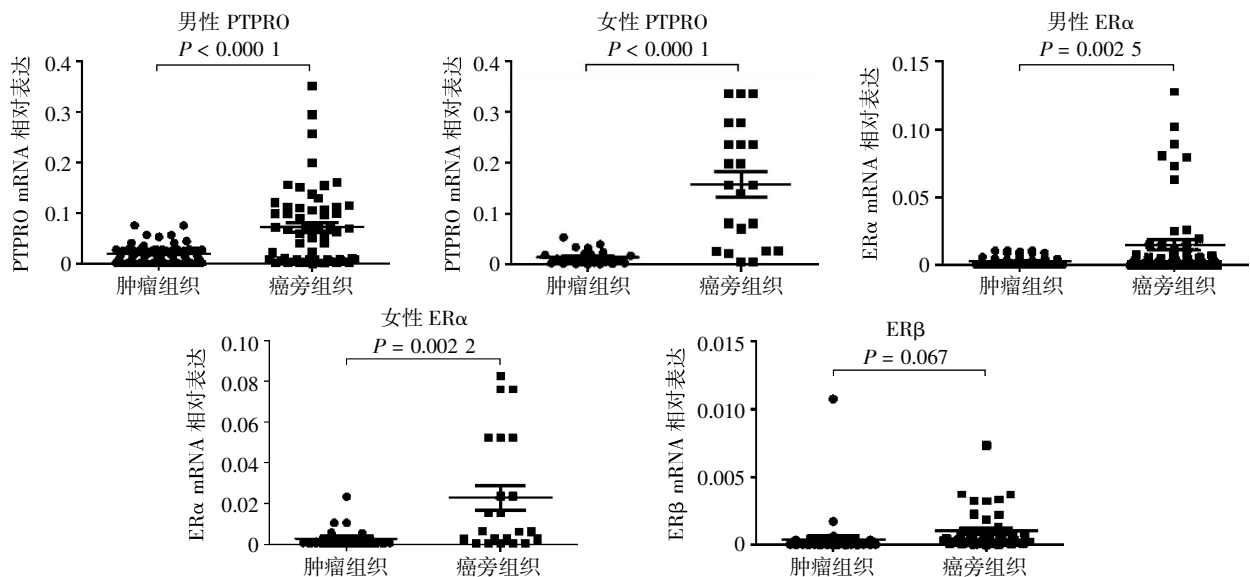 男性 PTPRO
P < 0.000 1
PTPRO mRNA 相对表达
0.4
0.3
0.2
0.1
0
肿瘤组织
癌旁组织
女性 PTPRO
P < 0.000 1
PTPRO mRNA 相对表达
0.4
0.3
0.2
0.1
0
肿瘤组织
癌旁组织
男性 ERα
P = 0.002 5
ERα mRNA 相对表达
0.15
0.10
0.05
0
肿瘤组织
癌旁组织
女性 ERα
P = 0.002 2
ERα mRNA 相对表达
0.10
0.08
0.06
0.04
0.02
0
肿瘤组织
癌旁组织
ERβ
P = 0.067
ERβ mRNA 相对表达
0.015
0.010
0.005
0
肿瘤组织
癌旁组织